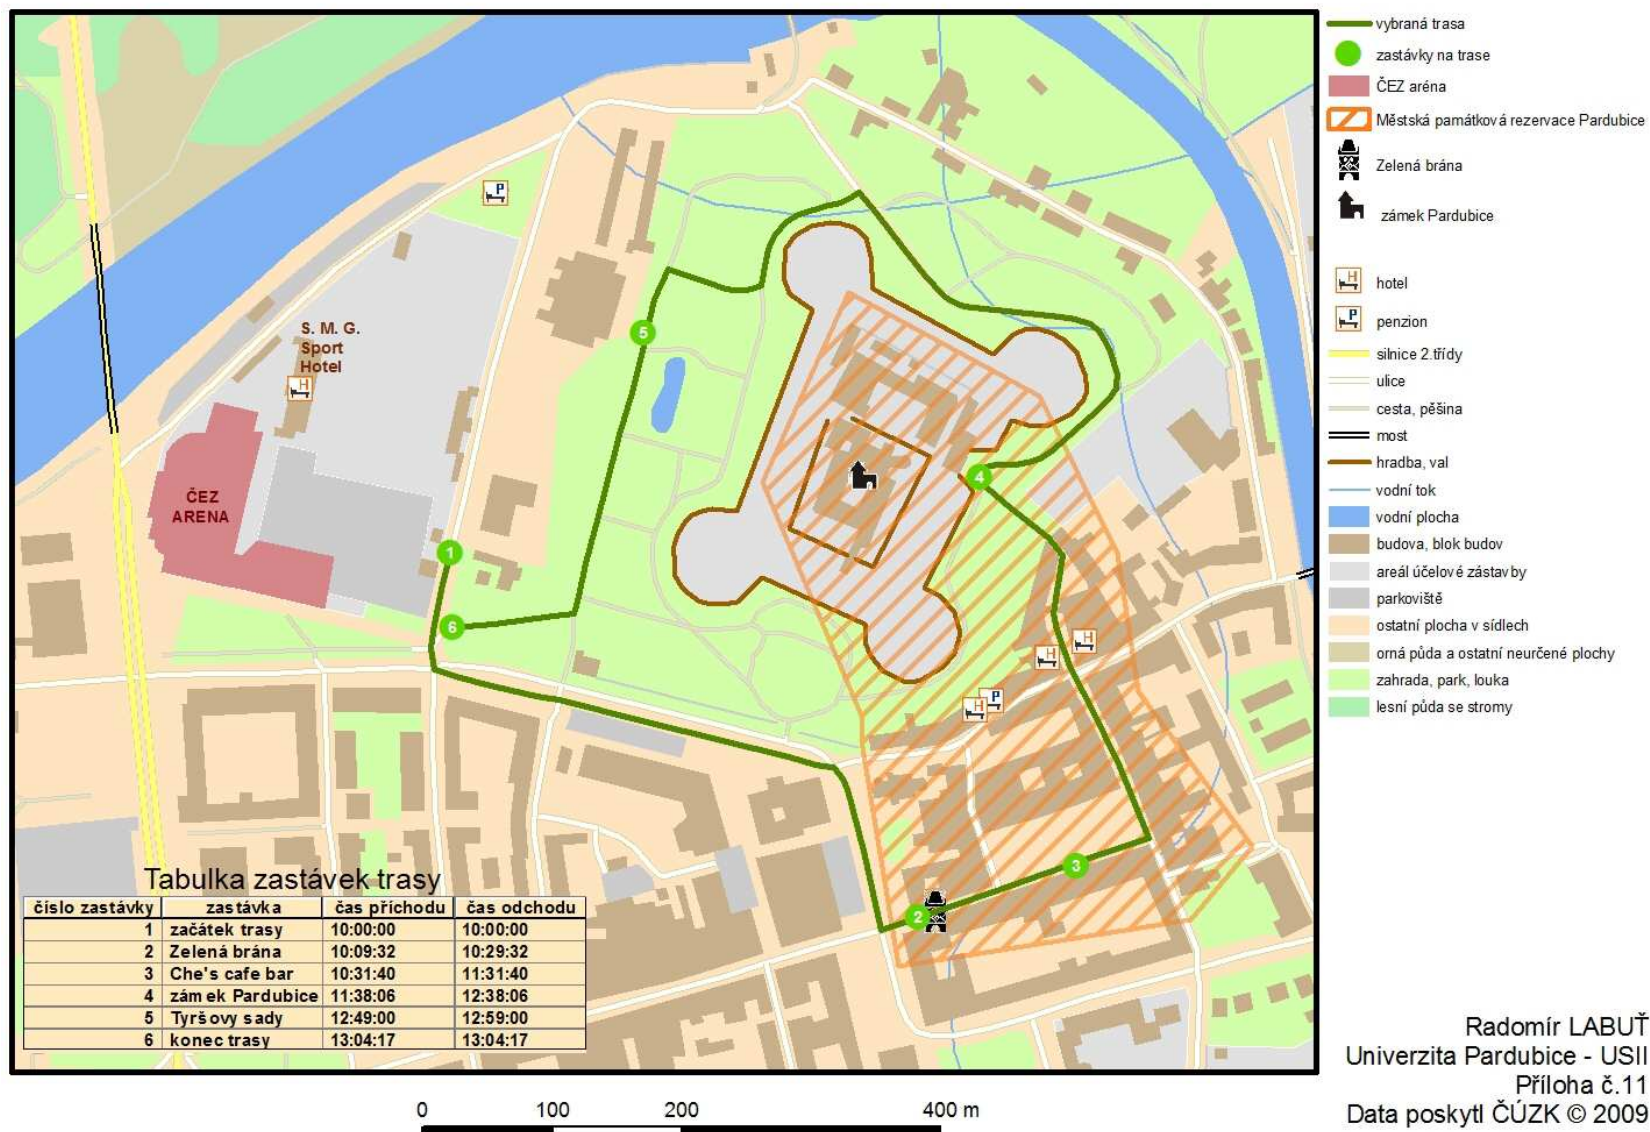 vybraná trasa
zastávky na trase
ČEZ aréna
Městská památková rezervace Pardubice
Zelená brána
zámek Pardubice
H hotel
P penzion
silnice 2.třídy
ulice
cesta, pěšina
most
hradba, val
vodní tok
vodní plocha
budova, blok budov
areál účelové zástavby
parkoviště
ostatní plocha v sídlech
orná půda a ostatní neurčené plochy
zahrada, park, louka
lesní půda se stromy
P
S. M. G.
Sport
Hotel
H
5
ČEZ
ARENA
4
1
6
H
H
P
H
3
2
Tabulka zastávek trasy
číslo zastávky zastávka čas příchodu čas odchodu
1 začátek trasy 10:00:00 10:00:00
2 Zelená brána 10:09:32 10:29:32
3 Che's cafe bar 10:31:40 11:31:40
4 zámek Pardubice 11:38:06 12:38:06
5 Tyršovy sady 12:49:00 12:59:00
6 konec trasy 13:04:17 13:04:17
0 100 200 400 m
Radomír LABUŤ
Univerzita Pardubice - USII
Příloha č.11
Data poskytl ČÚZK © 2009